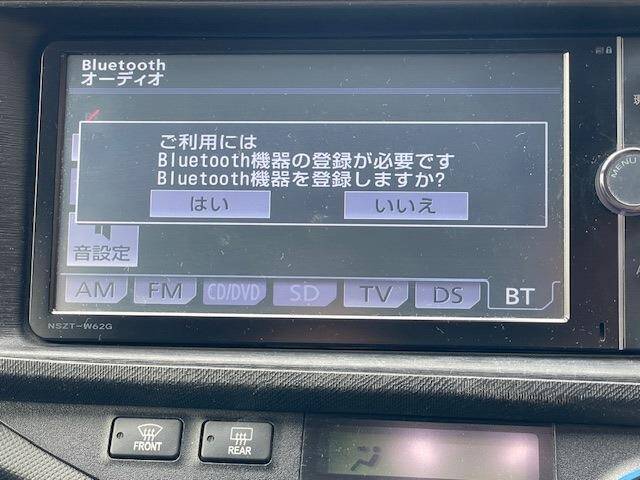 Bluetooth
オーディオ
ご利用には
Bluetooth機器の登録が必要です
Bluetooth機器を登録しますか?
はい
いいえ
音設定
AM
FM
CD/DVD
SD
TV
DS
BT
NSZT-W62G
MENU
FRONT
REAR